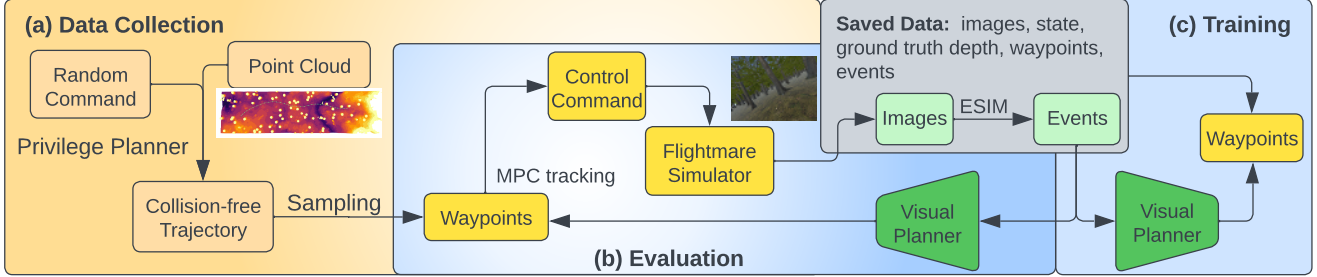 (a) Data Collection
Random
Command
Point Cloud
Privilege Planner
Collision-free
Trajectory
Sampling
Waypoints
MPC tracking
Control
Command
Flightmare
Simulator
(b) Evaluation
Saved Data: images, state,
ground truth depth, waypoints,
events
Images
ESIM
Events
Visual
Planner
(c) Training
Waypoints
Visual
Planner